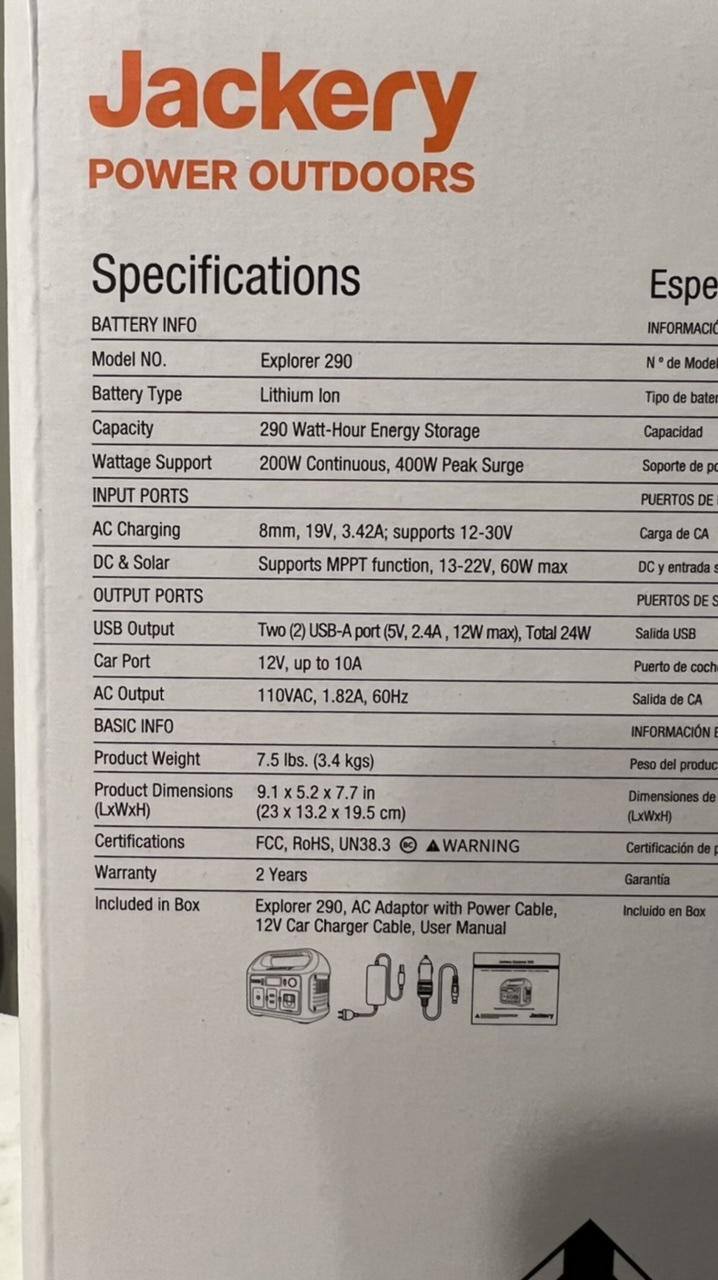 Jackery
POWER OUTDOORS
Specifications
BATTERY INFO
Model NO. Explorer 290
Battery Type Lithium Ion
Capacity 290 Watt-Hour Energy Storage
Wattage Support 200W Continuous, 400W Peak Surge
INPUT PORTS
AC Charging 8mm, 19V, 3.42A; supports 12-30V
DC & Solar Supports MPPT function, 13-22V, 60W max
OUTPUT PORTS
USB Output Two (2) USB-A port (5V, 2.4A , 12W max), Total 24W
Car Port 12V, up to 10A
AC Output 110VAC, 1.82A, 60Hz
BASIC INFO
Product Weight 7.5 lbs. (3.4 kgs)
Product Dimensions 9.1 x 5.2 x 7.7 in
(LxWxH) (23 x 13.2 x 19.5 cm)
Certifications FCC, RoHS, UN38.3 BC WARNING
Warranty 2 Years
Included in Box Explorer 290, AC Adaptor with Power Cable,
12V Car Charger Cable, User Manual
Jackery
Espe
INFORMACIÓ
N º de Model
Tipo de bater
Capacidad
Soporte de po
PUERTOS DE
Carga de CA
DC y entrada s
PUERTOS DE S
Salida USB
Puerto de coch
Salida de CA
INFORMACIÓN B
Peso del produc
Dimensiones de
(LxWxH)
Certificación de p
Garantía
Incluido en Box